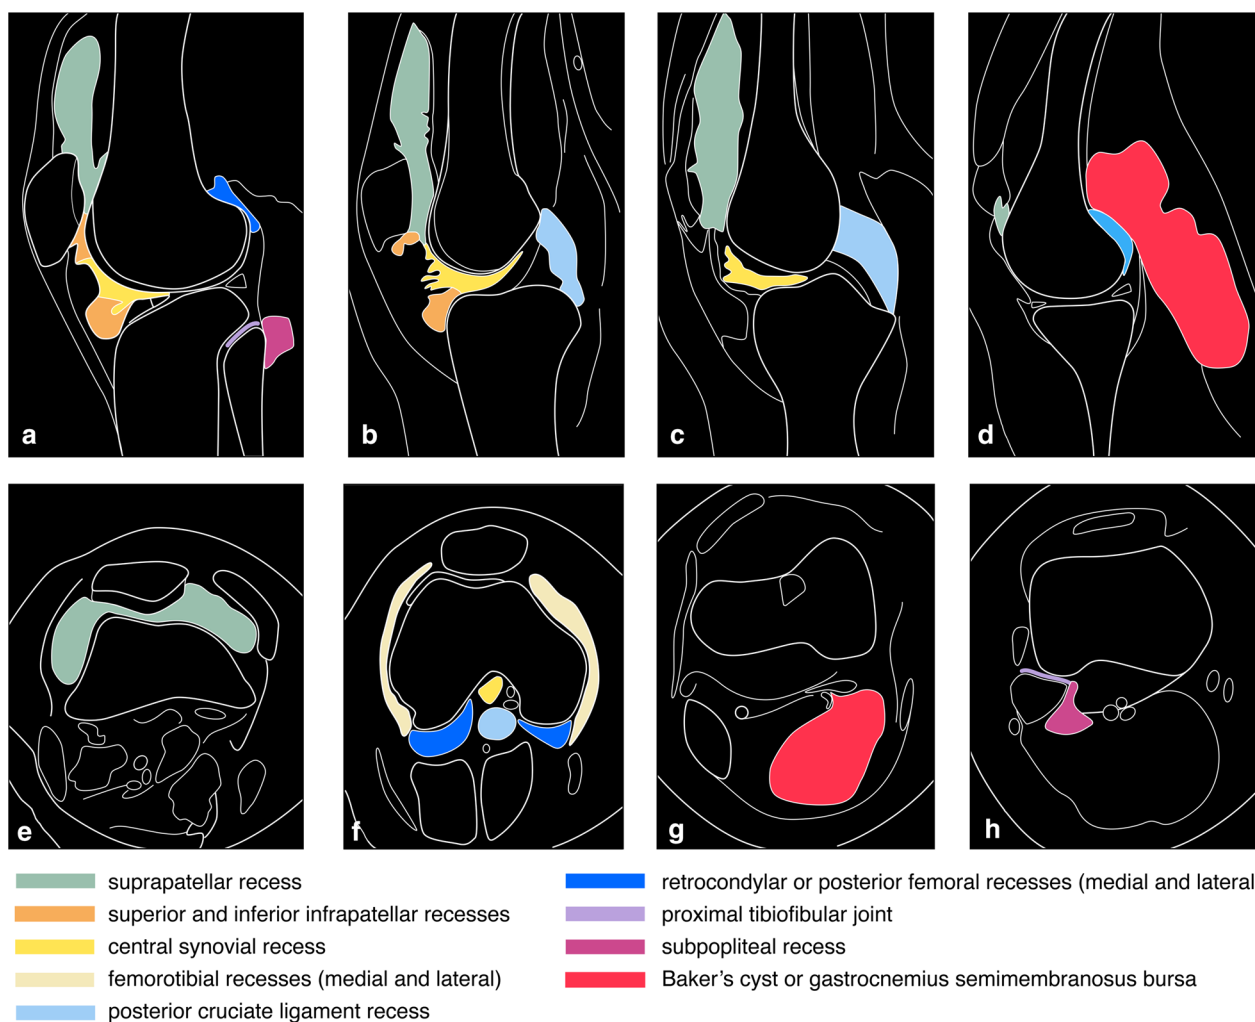 a
b
c
d
e
f
g
h
suprapatellar recess
superior and inferior infrapatellar recesses
central synovial recess
femorotibial recesses (medial and lateral)
posterior cruciate ligament recess
retrocondylar or posterior femoral recesses (medial and lateral
proximal tibiofibular joint
subpopliteal recess
Baker’s cyst or gastrocnemius semimembranosus bursa